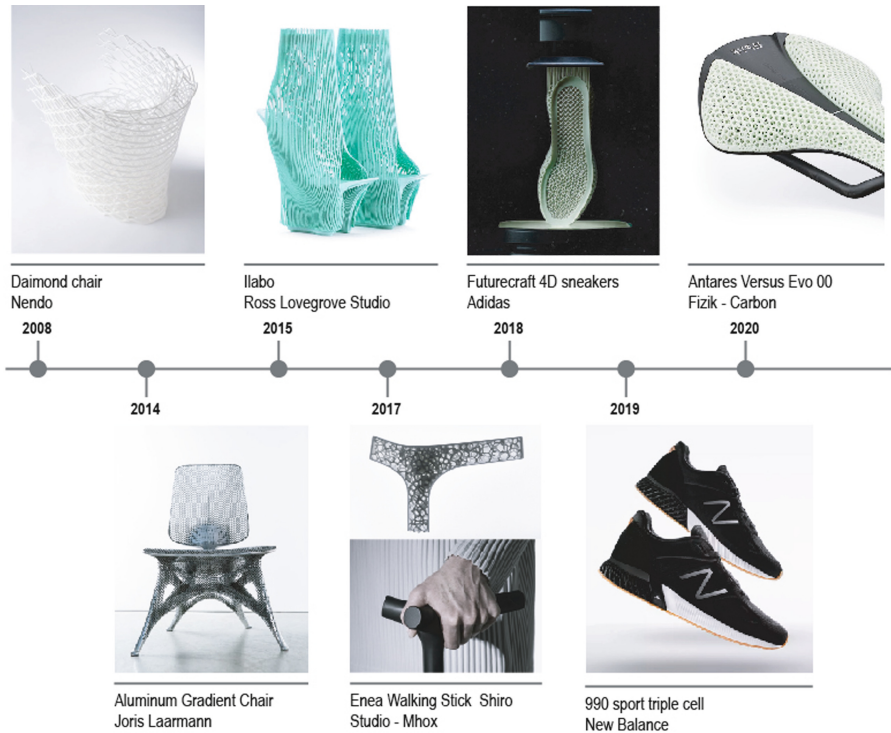 Daimond chair
Nendo
Ilabo
Ross Lovegrove Studio
Futurecraft 4D sneakers
Adidas
Antares Versus Evo 00
Fizik - Carbon
2008
2015
2018
2020
2014
2017
2019
Aluminum Gradient Chair
Joris Laarmann
Enea Walking Stick Shiro
Studio - Mhox
990 sport triple cell
New Balance